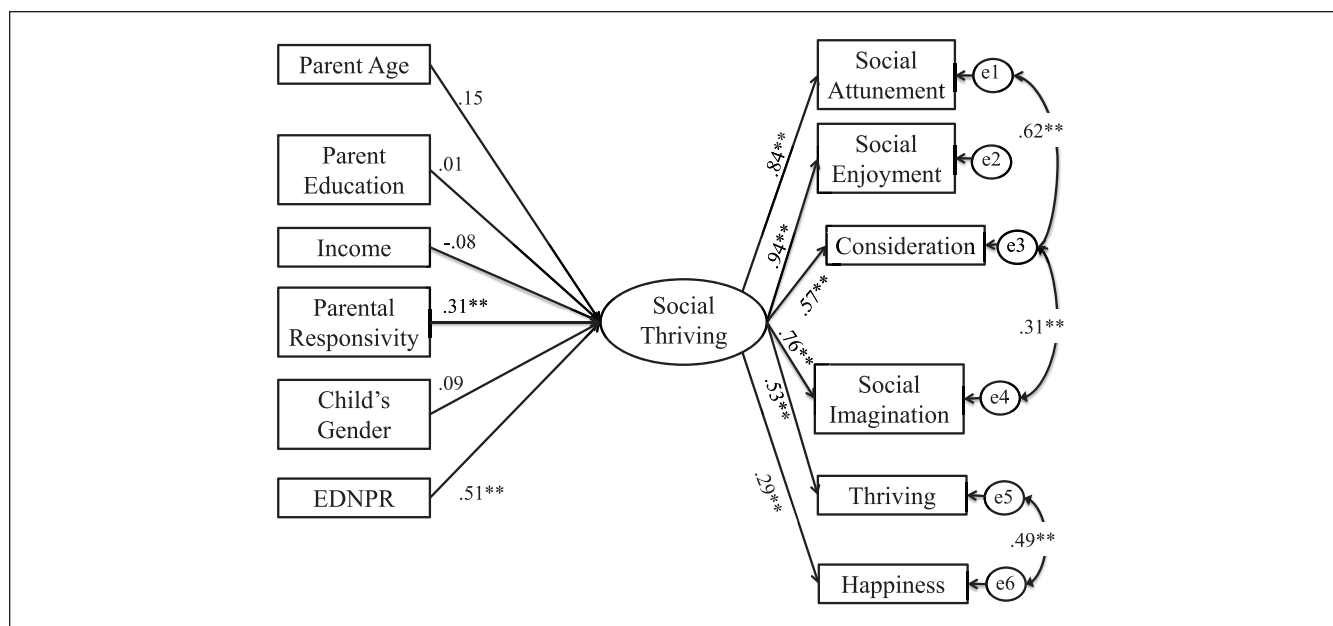 Parent Age
.15
Parent
Education
.01
Income
-.08
Parental
Responsivity
.31**
Child’s
Gender
.09
EDNPR
.51**
Social
Thriving
.84**
.94**
.57**
.76**
.53**
.29**
Social
Attunement
e1
Social
Enjoyment
e2
Consideration
e3
Social
Imagination
e4
Thriving
e5
Happiness
e6
.62**
.31**
.49**